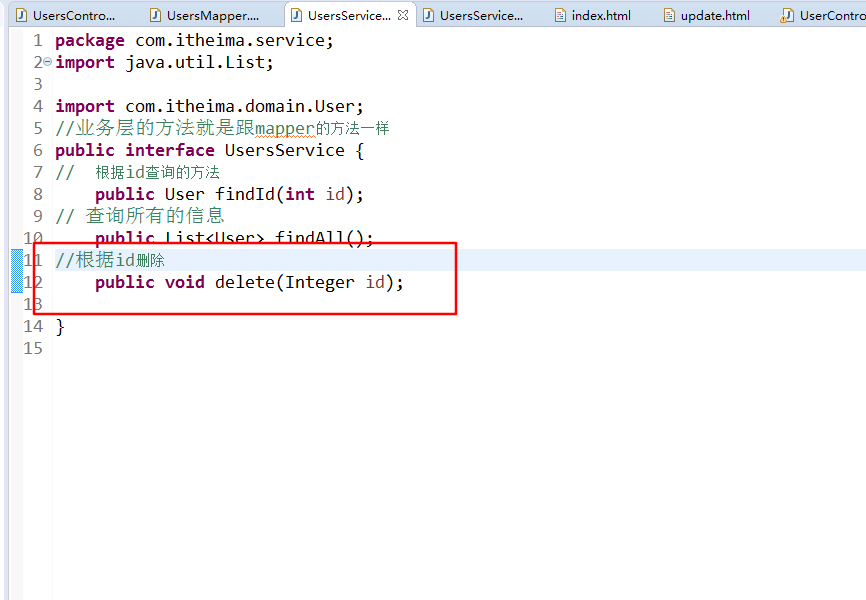 UsersContro...
UsersMapper....
UsersService...
UsersService...
index.html
update.html
UserContro
1 package com.itheima.service;
2 import java.util.List;
3
4 import com.itheima.domain.User;
5 //业务层的方法就是跟mapper的方法一样
6 public interface UsersService {
7 // 根据id查询的方法
8 public User findId(int id);
9 // 查询所有的信息
10 public List<User> findAll();
11 //根据id删除
12 public void delete(Integer id);
13
14 }
15